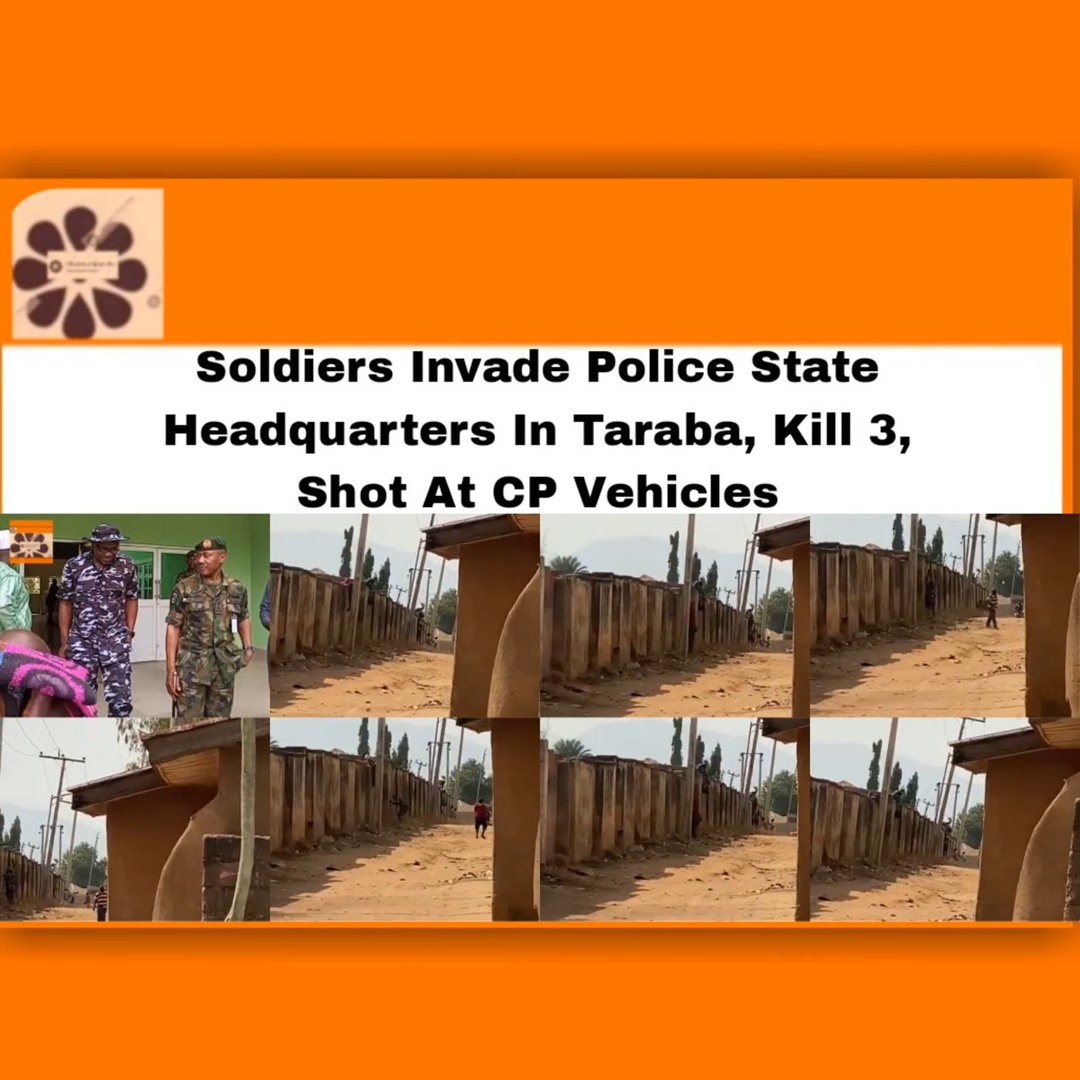 Soldiers Invade Police State
Headquarters In Taraba, Kill 3,
Shot At CP Vehicles